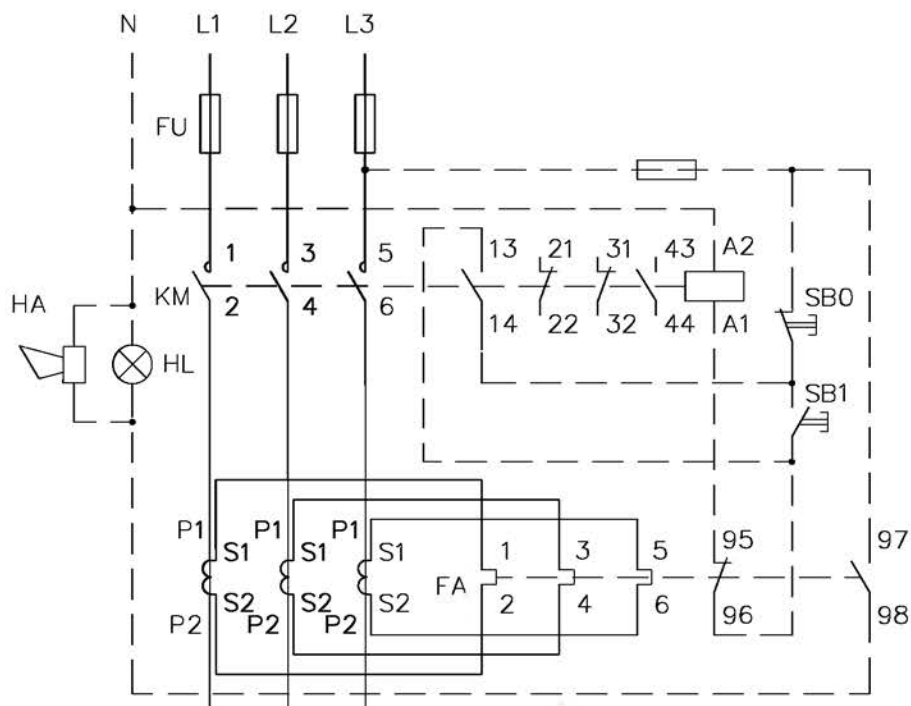 N L1 L2 L3
FU
1 3 5 13 21 31 43 A2
HA KM 2 4 6 14 22 32 44 A1 SB0
HL
SB1
P1 P1 P1
S1 S1 S1 1 3 5 95 97
FA
S2 S2 S2 2 4 6 96 98
P2 P2 P2